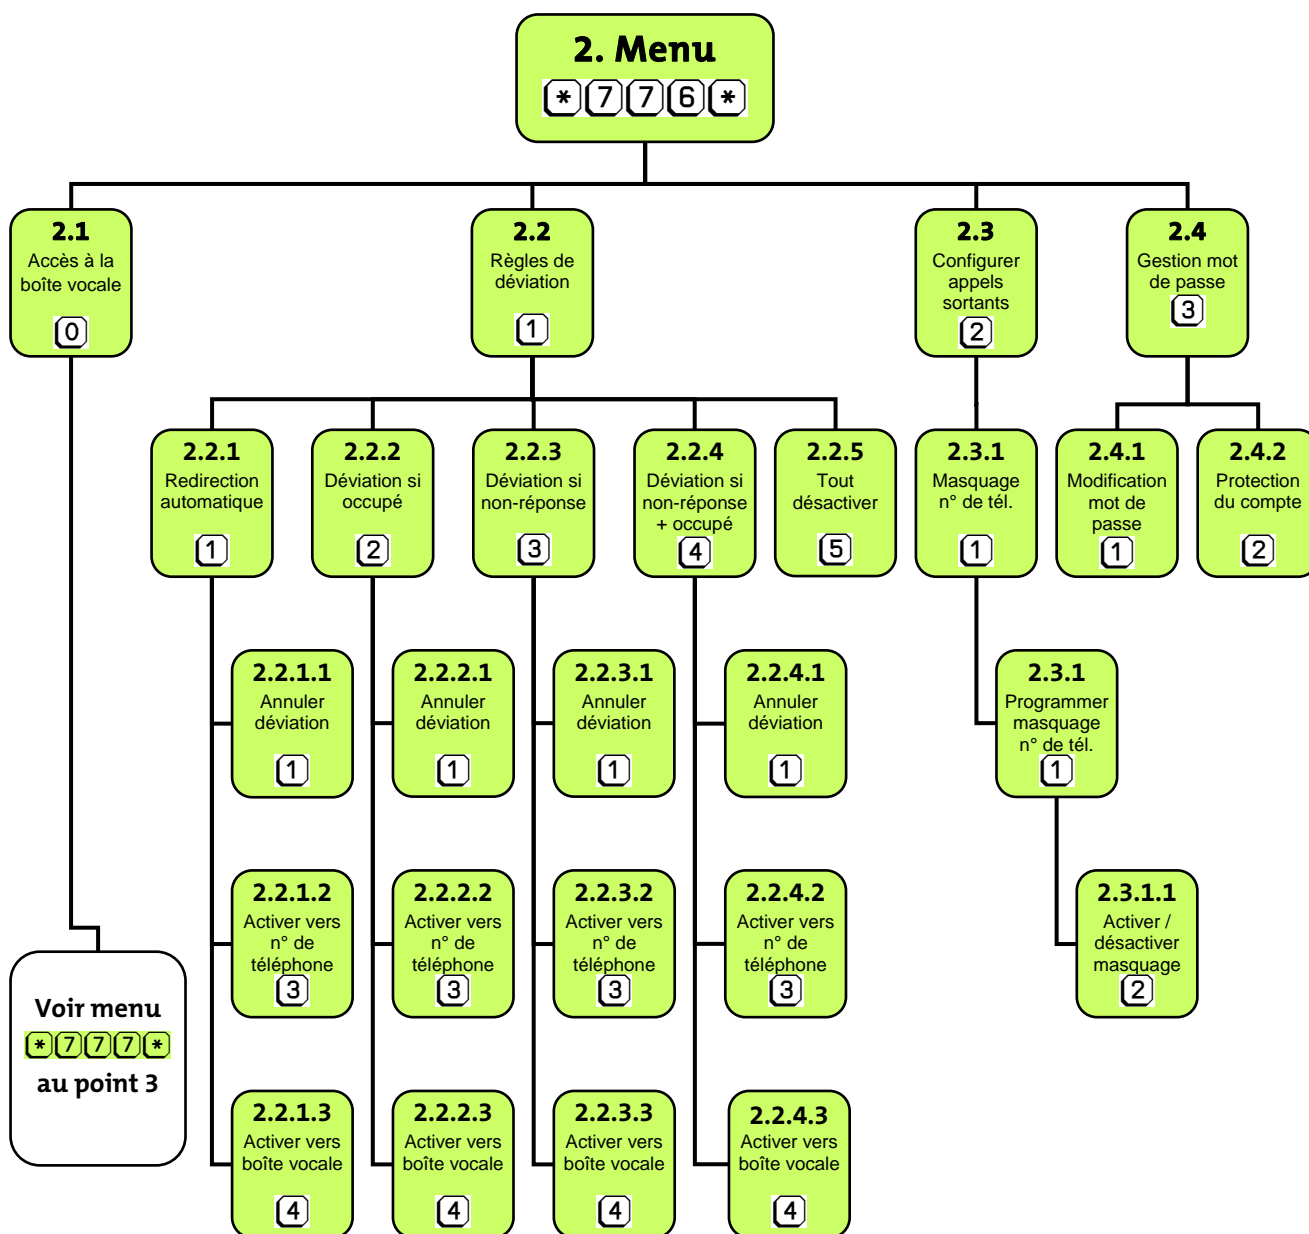 2. Menu
*776*
2.1
Accès à la
boîte vocale
0
2.2
Règles de
déviation
1
2.3
Configurer
appels
sortants
2
2.4
Gestion mot
de passe
3
2.2.1
Redirection
automatique
1
2.2.2
Déviation si
occupé
2
2.2.3
Déviation si
non-réponse
3
2.2.4
Déviation si
non-réponse
+ occupé
4
2.2.5
Tout
désactiver
5
2.3.1
Masquage
n° de tél.
1
2.4.1
Modification
mot de
passe
1
2.4.2
Protection
du compte
2
2.2.1.1
Annuler
déviation
1
2.2.2.1
Annuler
déviation
1
2.2.3.1
Annuler
déviation
1
2.2.4.1
Annuler
déviation
1
2.3.1
Programmer
masquage
n° de tél.
1
2.2.1.2
Activer vers
n° de
téléphone
3
2.2.2.2
Activer vers
n° de
téléphone
3
2.2.3.2
Activer vers
n° de
téléphone
3
2.2.4.2
Activer vers
n° de
téléphone
3
2.3.1.1
Activer /
désactiver
masquage
2
Voir menu
*777*
au point 3
2.2.1.3
Activer vers
boîte vocale
4
2.2.2.3
Activer vers
boîte vocale
4
2.2.3.3
Activer vers
boîte vocale
4
2.2.4.3
Activer vers
boîte vocale
4